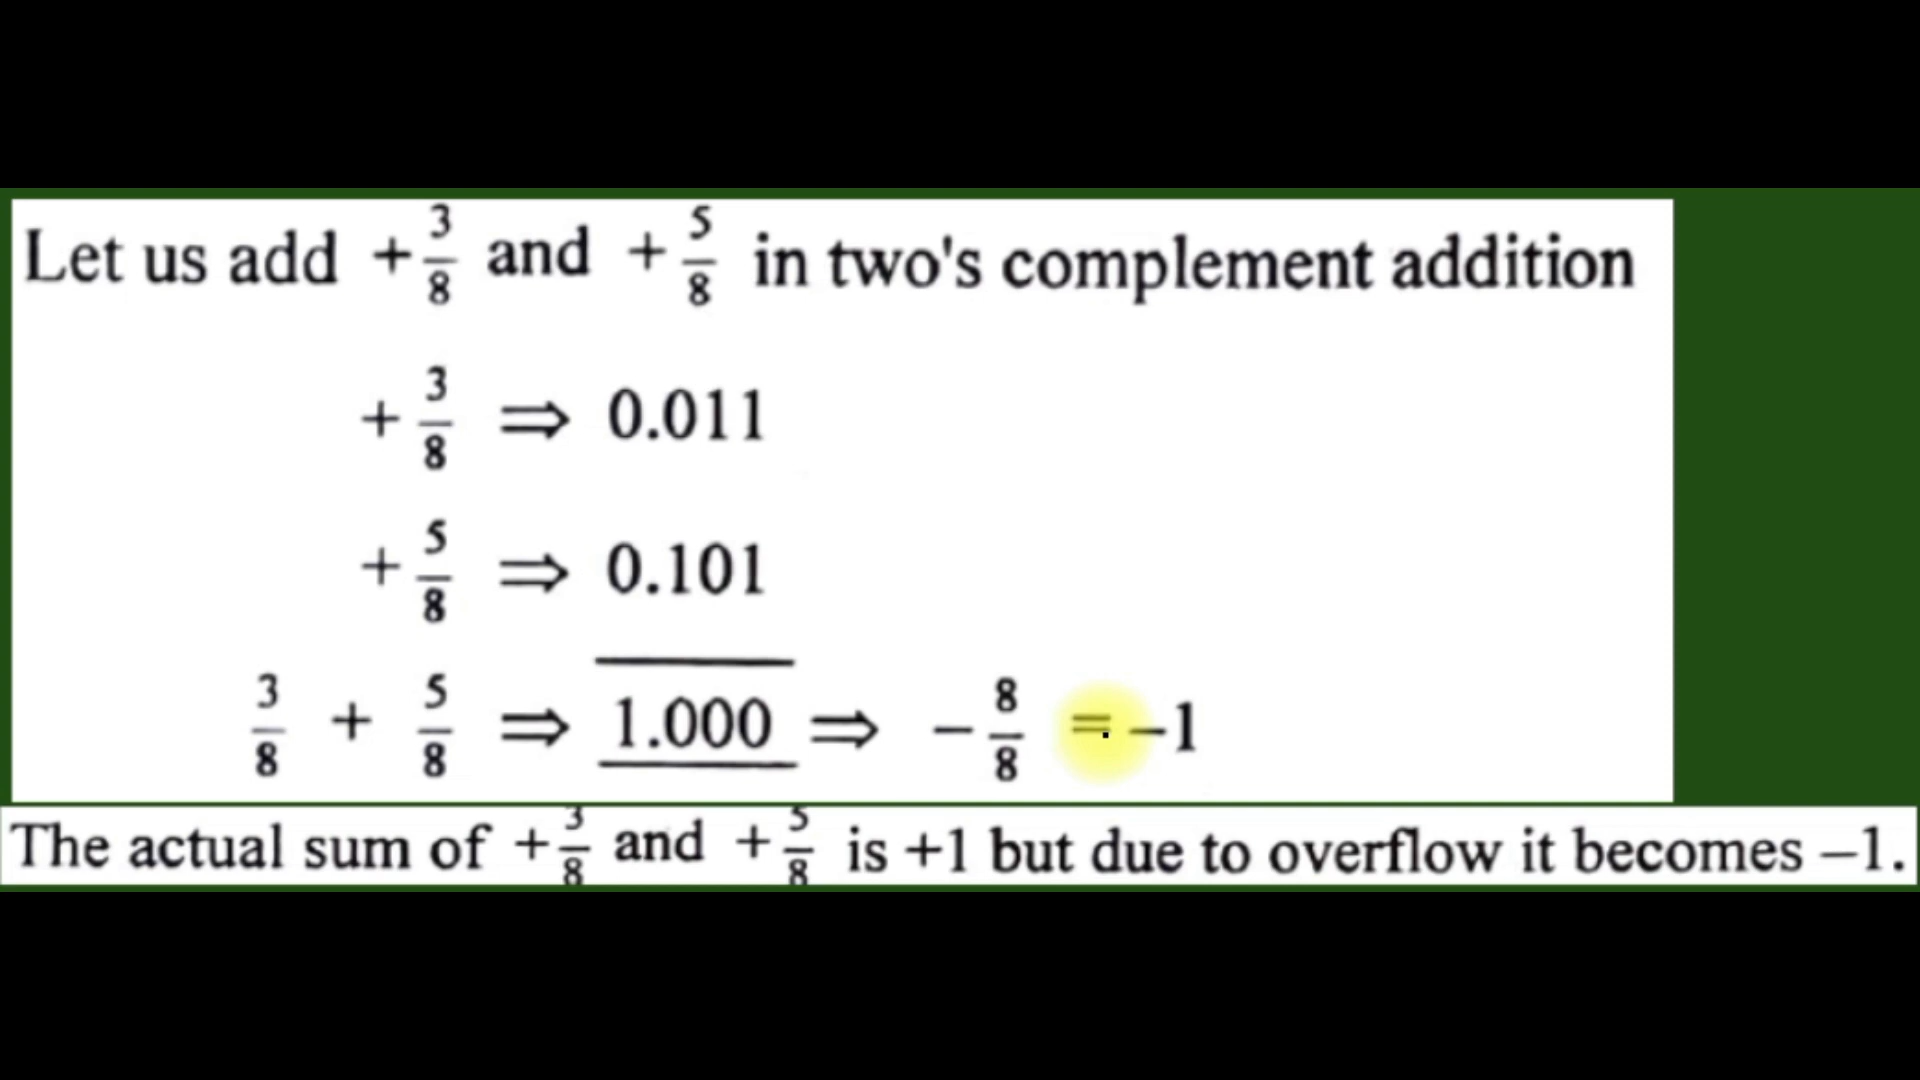 Let us add +3/8 and +5/8 in two's complement addition
+3/8 ⇒ 0.011
+5/8 ⇒ 0.101
3/8 + 5/8 ⇒ 1.000 ⇒ -8/8 = -1
The actual sum of +3/8 and +5/8 is +1 but due to overflow it becomes –1.